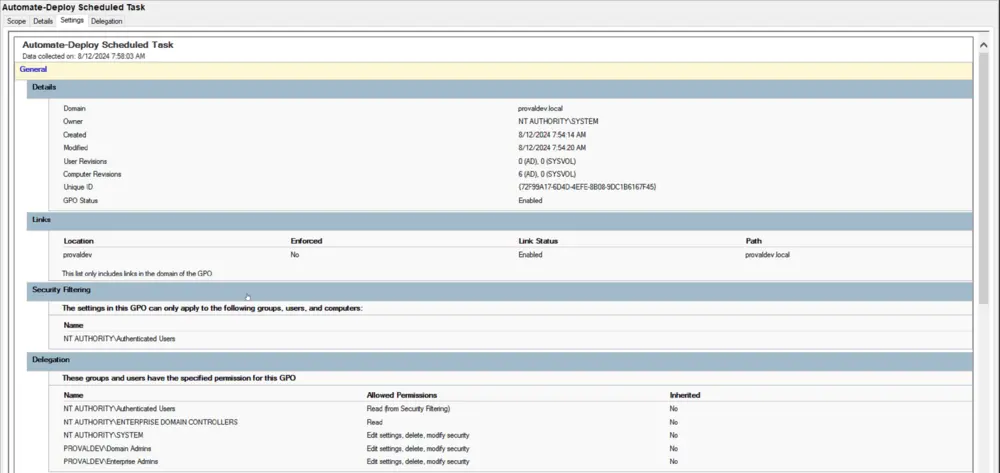 Automate-Deploy Scheduled Task
Scope Details Settings Delegation
Automate-Deploy Scheduled Task
Data collected on: 8/12/2024 7:58:03 AM
General
Details
Domain provaldev.local
Owner NT AUTHORITY\SYSTEM
Created 8/12/2024 7:54:14 AM
Modified 8/12/2024 7:54:20 AM
User Revisions 0 (AD), 0 (SYSVOL)
Computer Revisions 6 (AD), 0 (SYSVOL)
Unique ID {72F99A17-6D4D-4EFE-8B08-9DC1B6167F45}
GPO Status Enabled
Links
Location Enforced Link Status Path
provaldev No Enabled provaldev.local
This list only includes links in the domain of the GPO
Security Filtering
The settings in this GPO can only apply to the following groups, users, and computers:
Name
NT AUTHORITY\Authenticated Users
Delegation
These groups and users have the specified permission for this GPO
Name Allowed Permissions Inherited
NT AUTHORITY\Authenticated Users Read (from Security Filtering) No
NT AUTHORITY\ENTERPRISE DOMAIN CONTROLLERS Read No
NT AUTHORITY\SYSTEM Edit settings, delete, modify security No
PROVALDEV\Domain Admins Edit settings, delete, modify security No
PROVALDEV\Enterprise Admins Edit settings, delete, modify security No